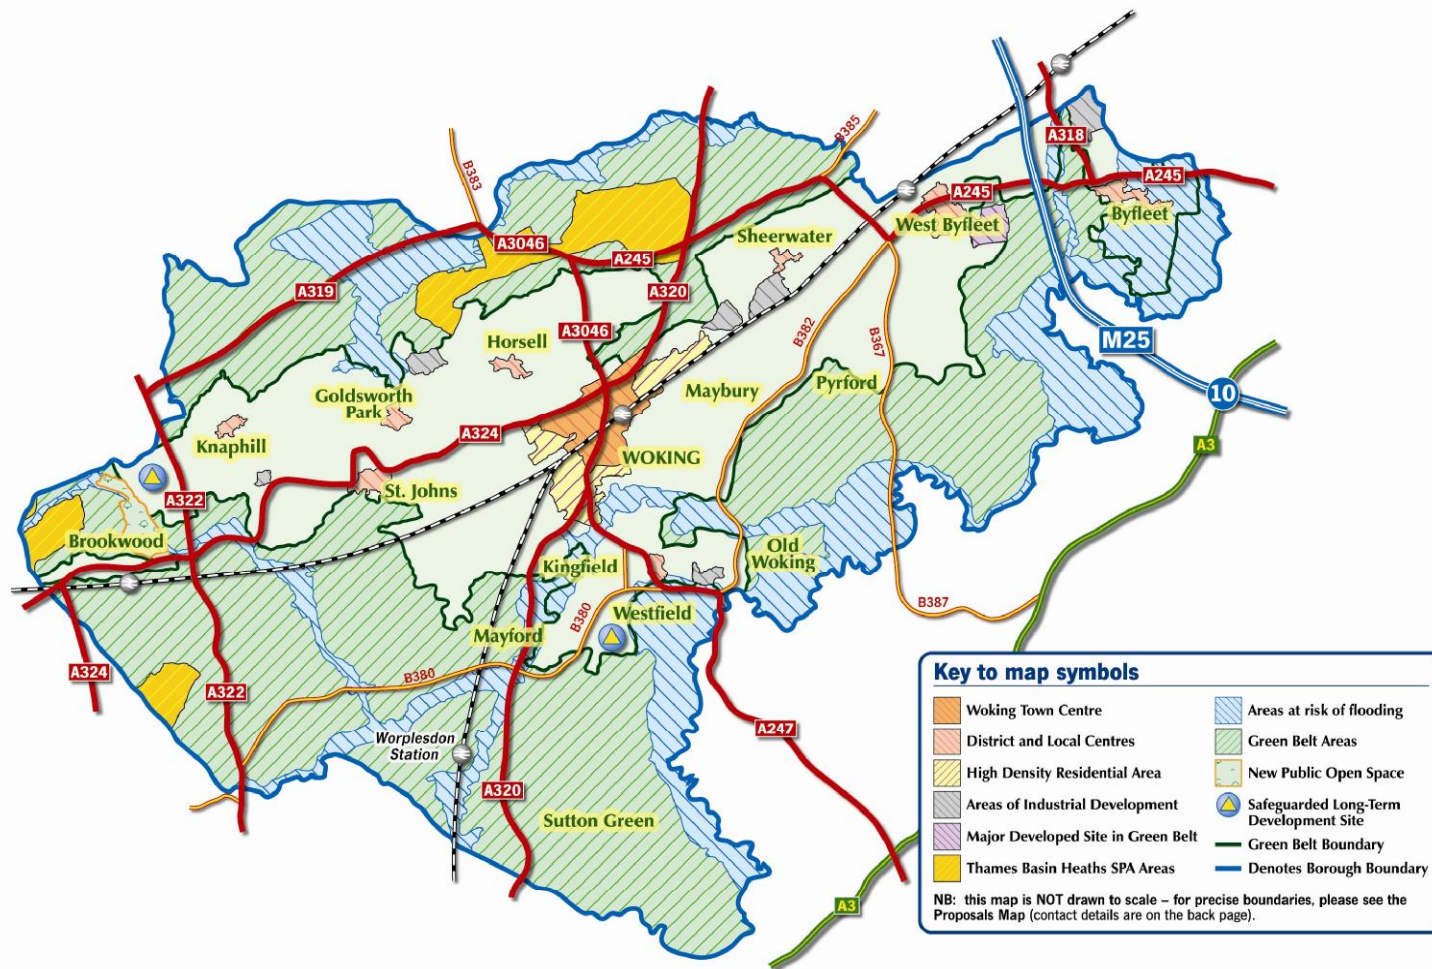 B385
A318
B383
A245
A245
West Byfleet
Byfleet
Sheerwater
A3046
A245
A319
A320
A3046
B382
B367
M25
Horsell
Maybury
Pyrford
10
Goldsworth
Park
A324
Knaphill
WOKING
A3
St. Johns
A322
Brookwood
Old
Woking
Kingfield
B387
B380
Westfield
Mayford
A324
B380
A322
Worplesdon
Station
A247
A320
Sutton Green
A3
Key to map symbols
Woking Town Centre
District and Local Centres
High Density Residential Area
Areas of Industrial Development
Major Developed Site in Green Belt
Thames Basin Heaths SPA Areas
Areas at risk of flooding
Green Belt Areas
New Public Open Space
Safeguarded Long-Term
Development Site
Green Belt Boundary
Denotes Borough Boundary
NB: this map is NOT drawn to scale – for precise boundaries, please see the
Proposals Map (contact details are on the back page).